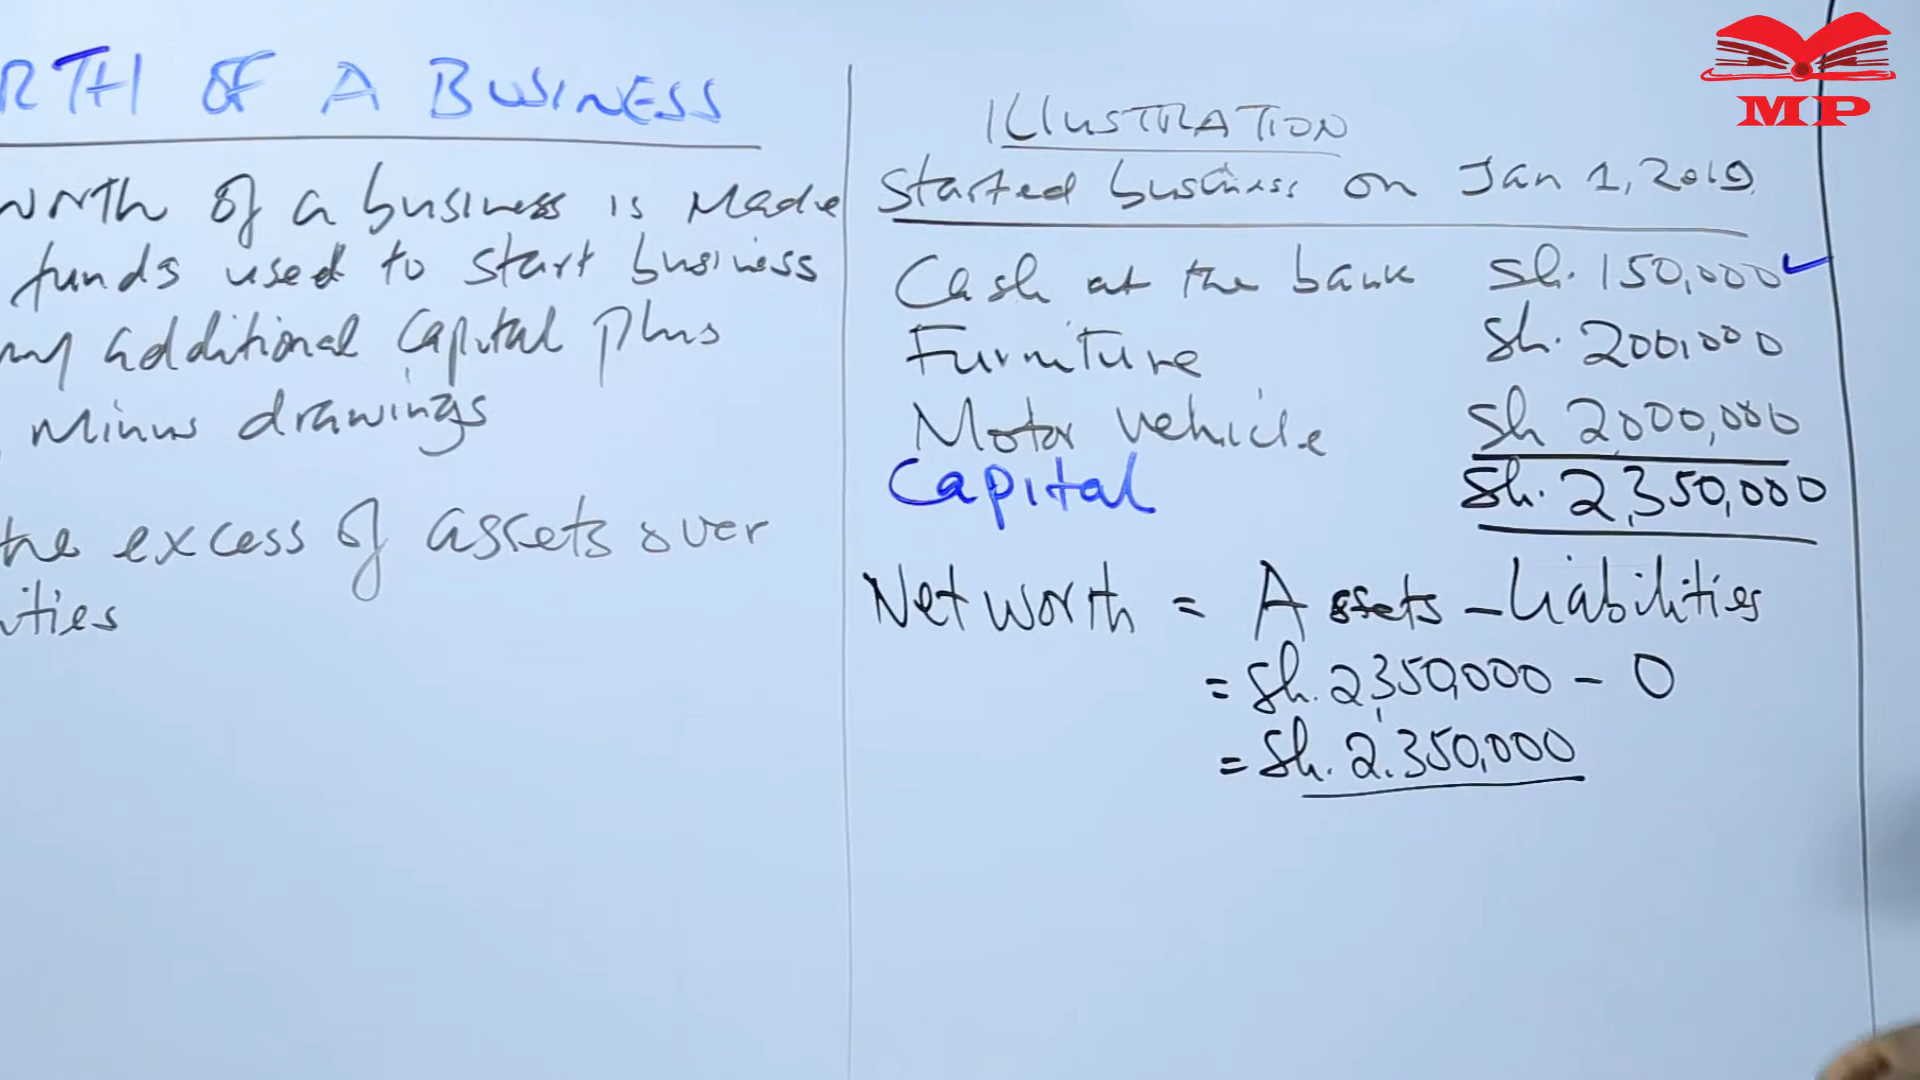 RTH OF A BUSINESS
worth of a business is made
funds used to start business
additional capital plus
minus drawings
the excess of assets over
ities
ILLUSTRATION
Started business on Jan 1, 2019
Cash at the bank Sh. 150,000
Furniture Sh. 200,000
Motor vehicle Sh 2000,000
Capital Sh. 2,350,000
Net worth = Assets - Liabilities
= Sh. 2,350,000 - 0
= Sh. 2.350,000
MP